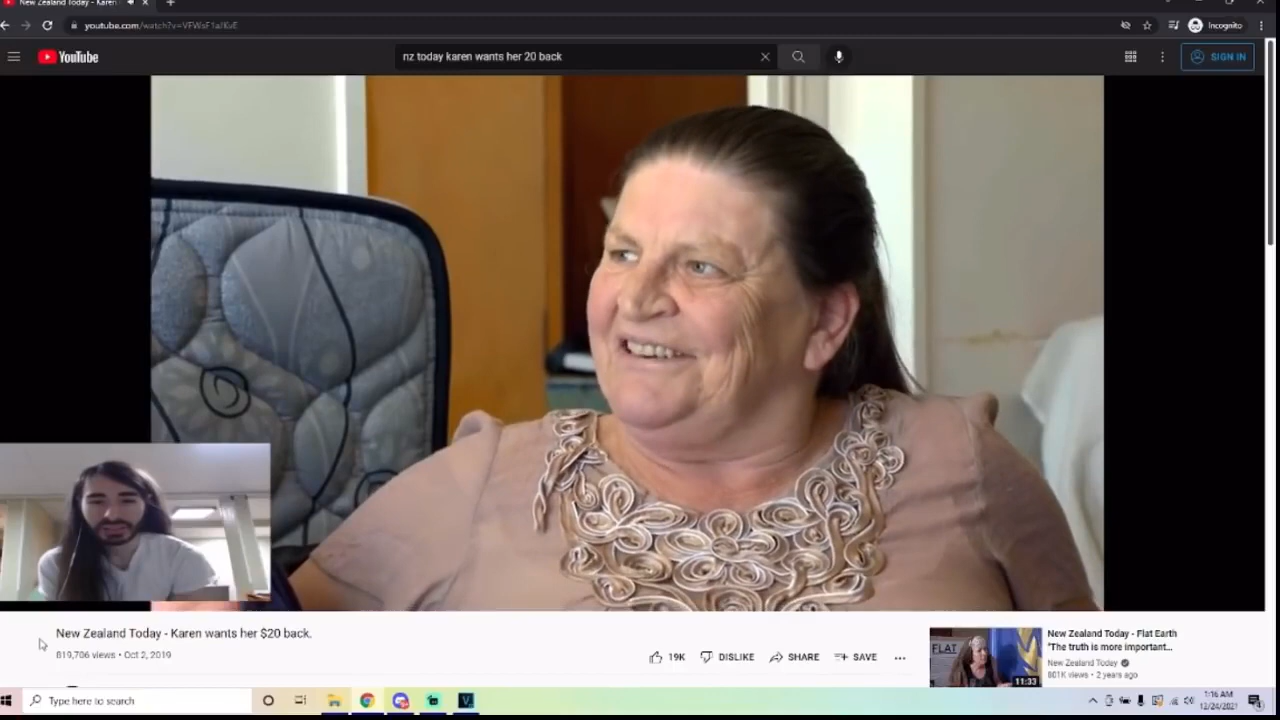 New Zealand Today - Karen
youtube.com/watch?v=VFWsF1aJKvE
Incognito
YouTube
nz today karen wants her 20 back
SIGN IN
New Zealand Today - Karen wants her $20 back.
819,706 views • Oct 2, 2019
19K
DISLIKE
SHARE
SAVE
FLAT
11:33
New Zealand Today - Flat Earth
"The truth is more important...
New Zealand Today
801K views • 2 years ago
Type here to search
1:16 AM
12/24/2021